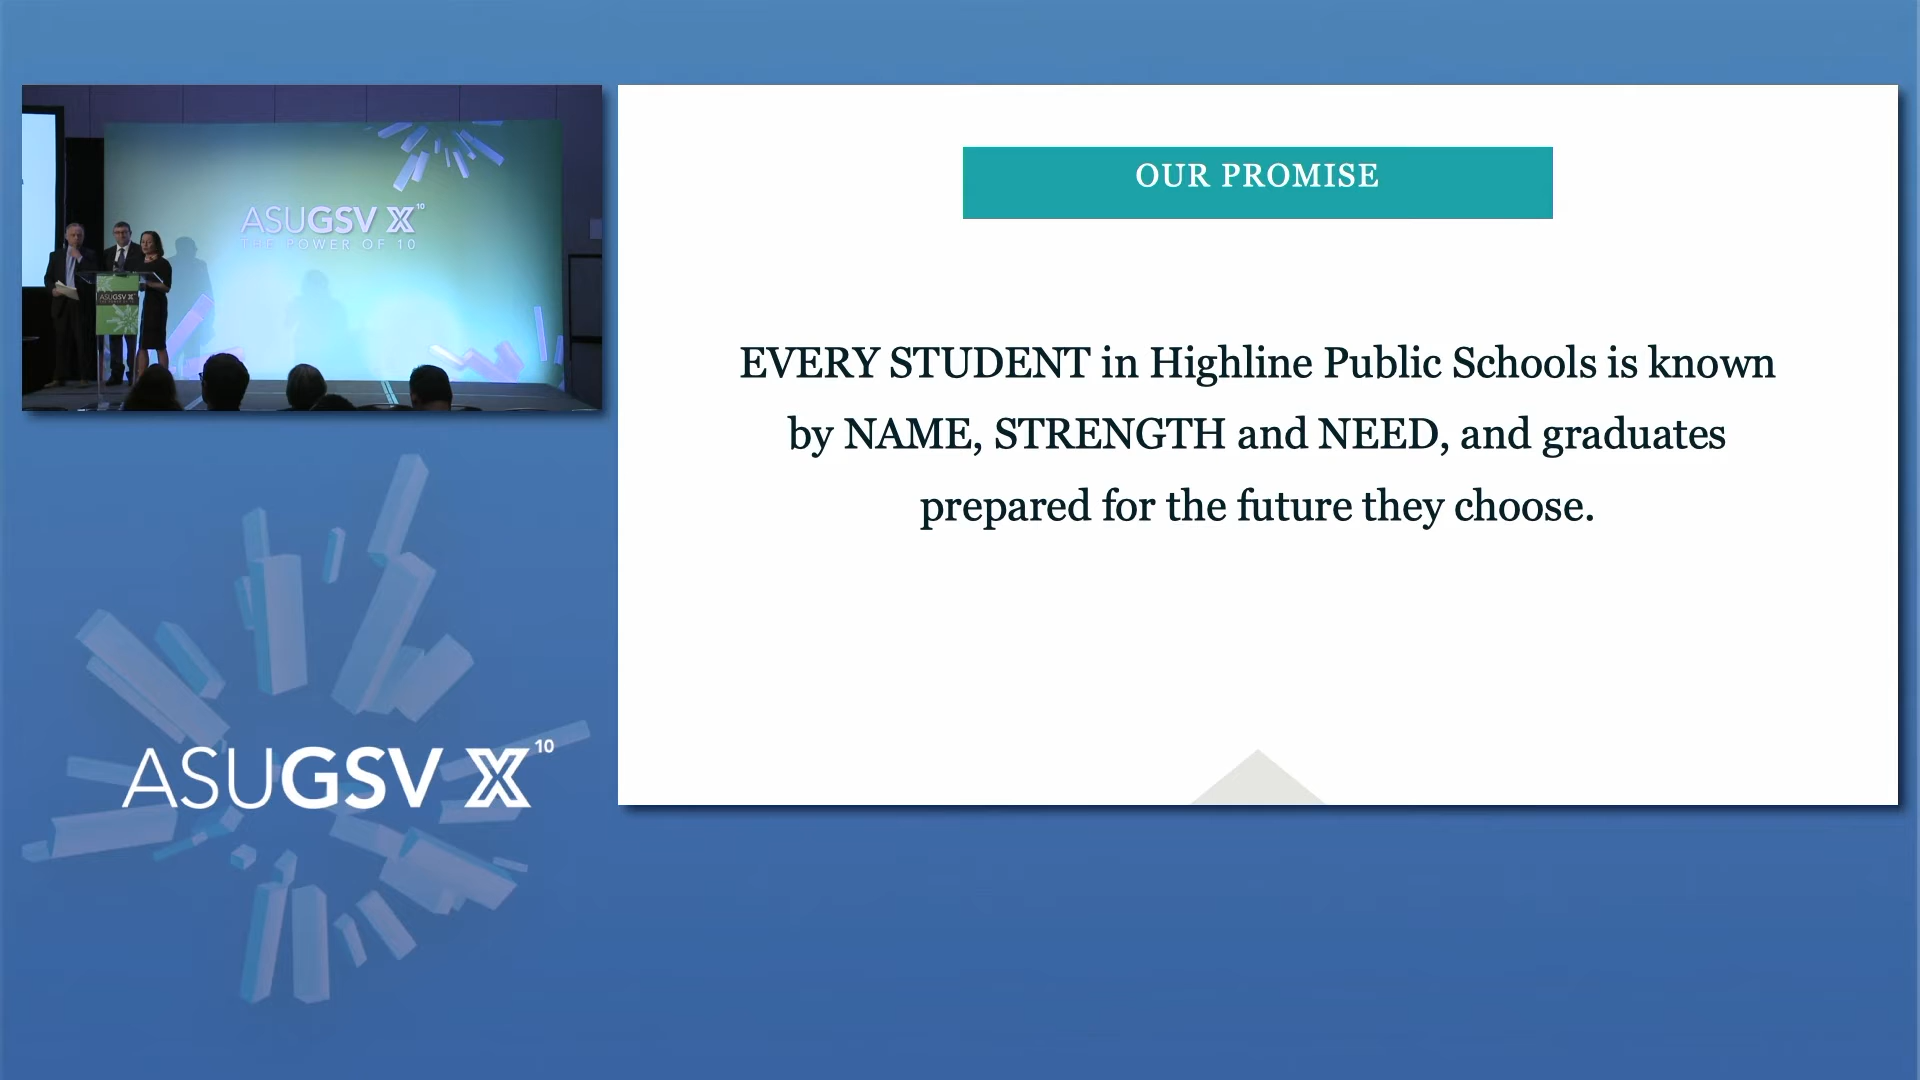 ASUGSV X 10
THE POWER OF 10
ASUGSV X
OUR PROMISE
EVERY STUDENT in Highline Public Schools is known
by NAME, STRENGTH and NEED, and graduates
prepared for the future they choose.
ASUGSV X 10